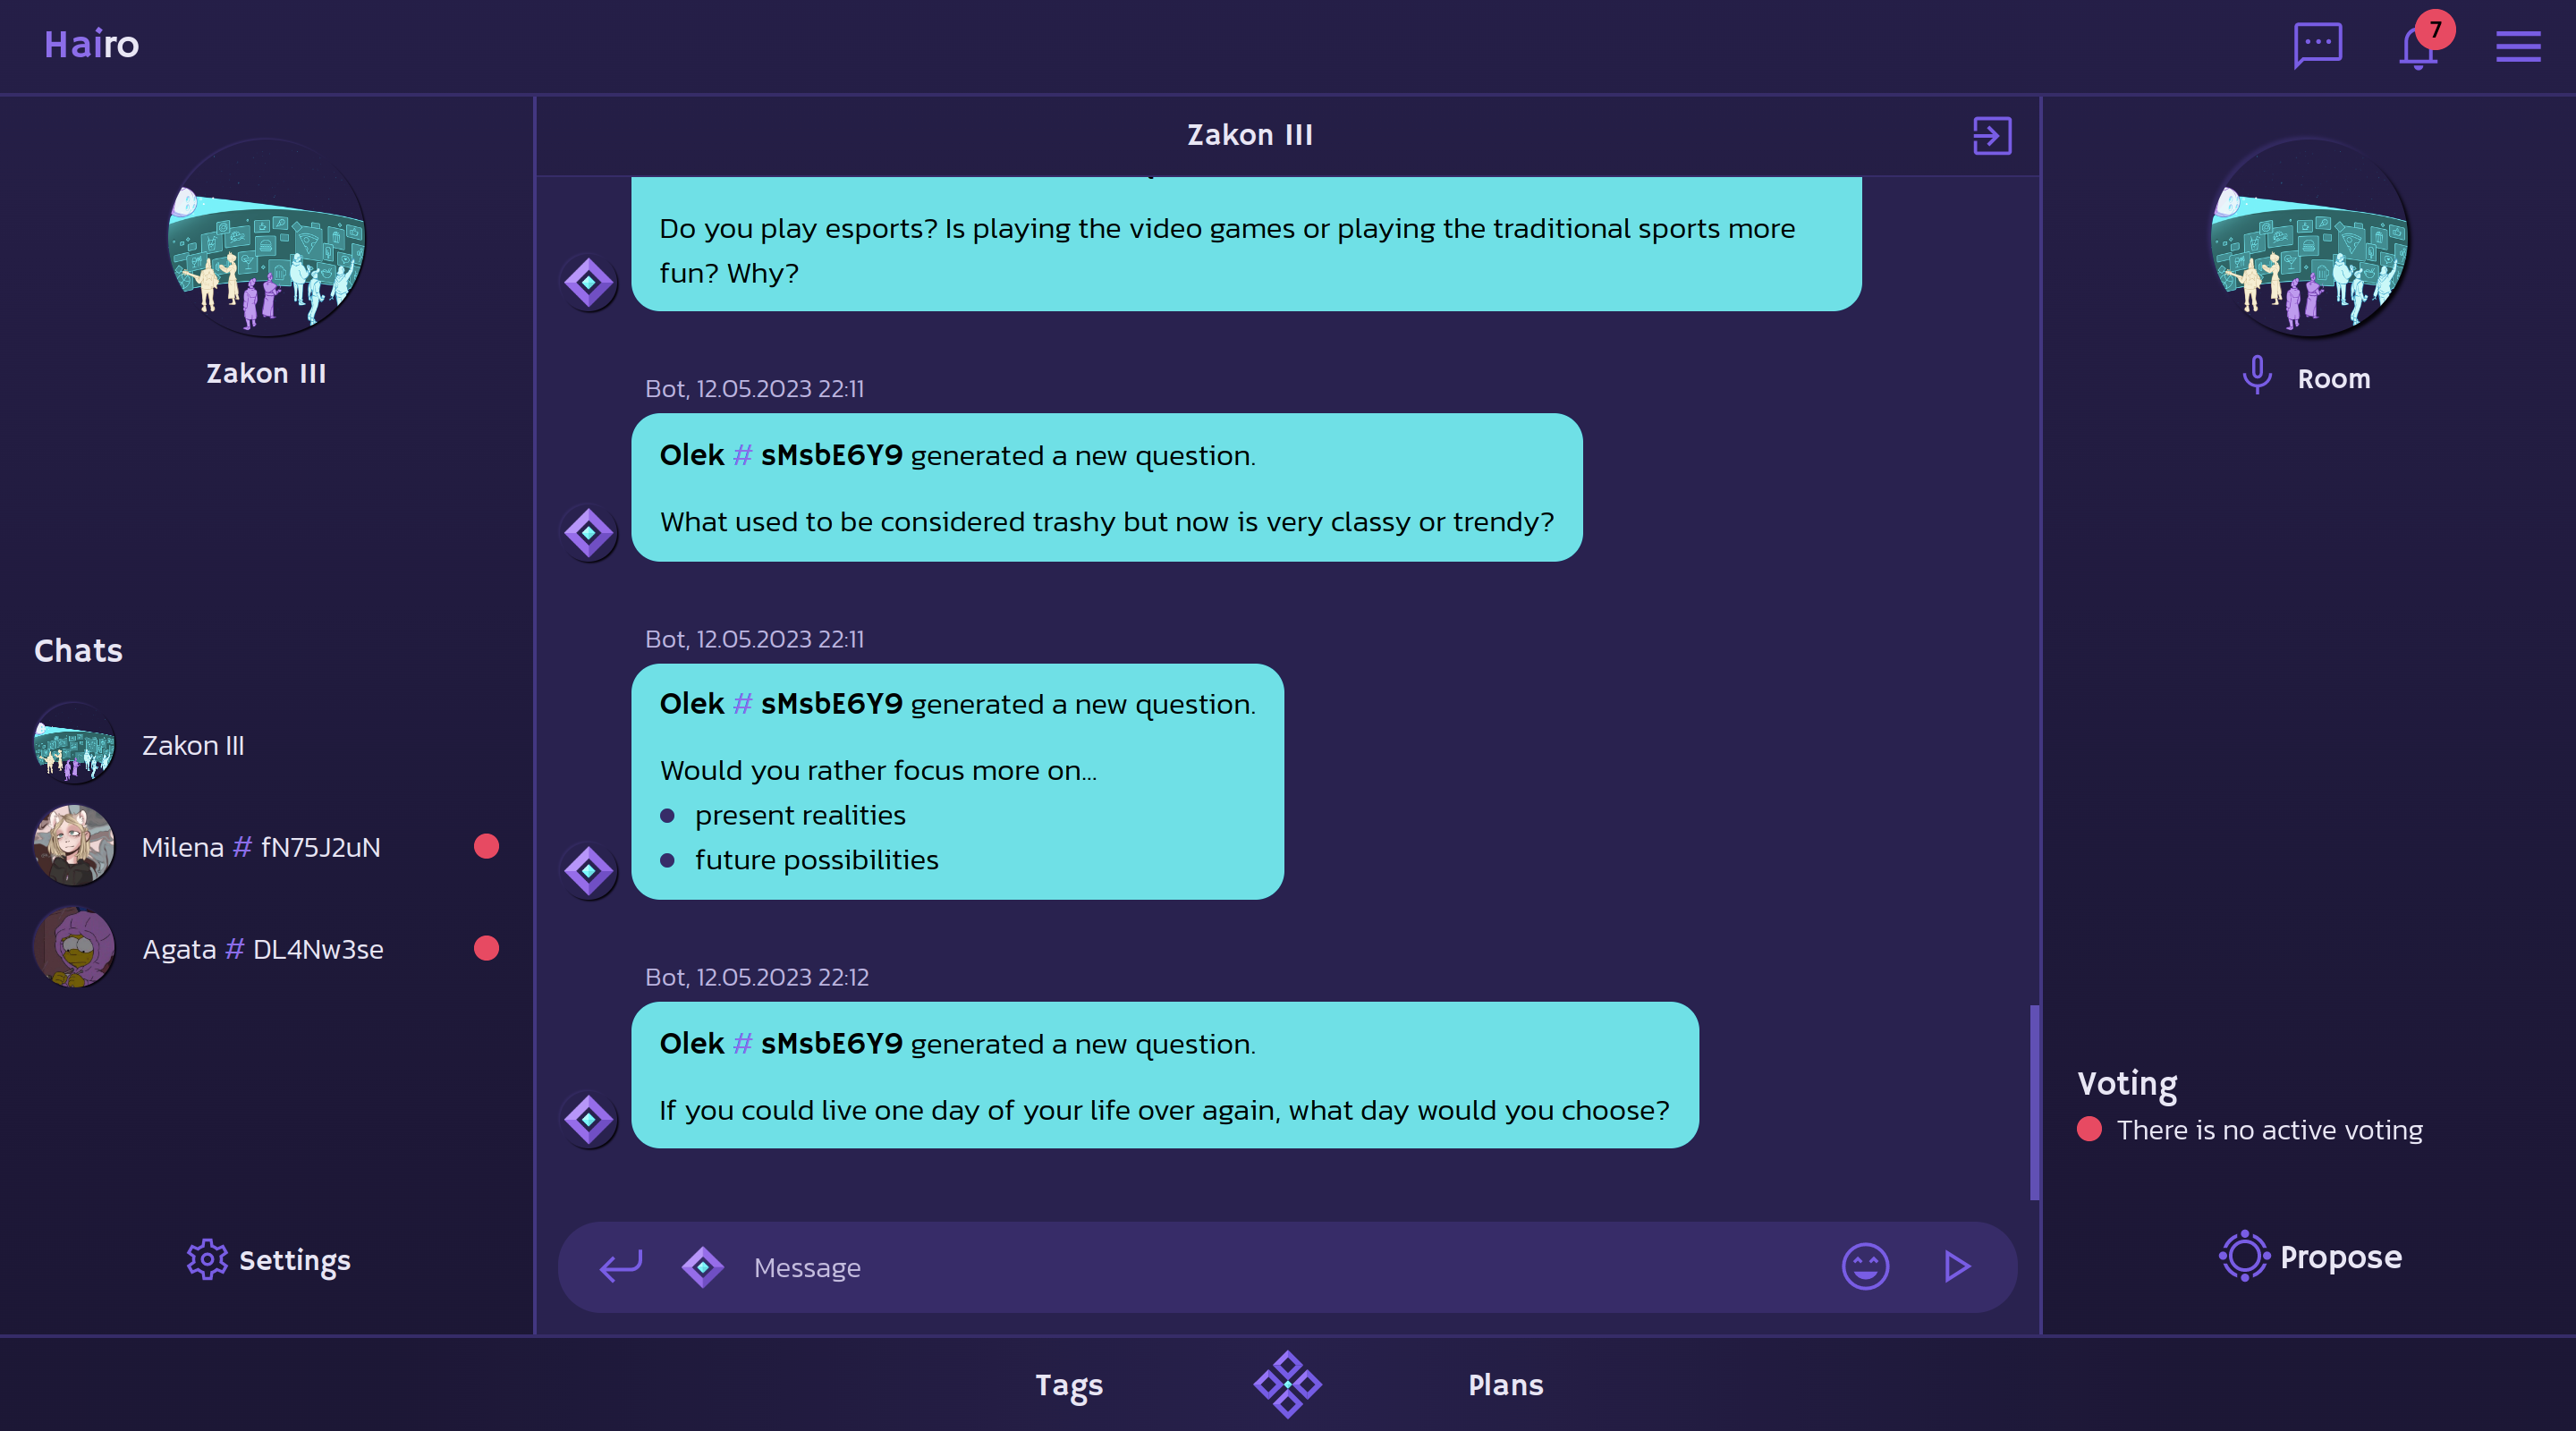 Hairo
7
Zakon III
Zakon III
Chats
Zakon III
Milena # fN75J2uN
Agata # DL4Nw3se
Settings
Do you play esports? Is playing the video games or playing the traditional sports more
fun? Why?
Bot, 12.05.2023 22:11
Olek # sMsbE6Y9 generated a new question.
What used to be considered trashy but now is very classy or trendy?
Bot, 12.05.2023 22:11
Olek # sMsbE6Y9 generated a new question.
Would you rather focus more on...
• present realities
• future possibilities
Bot, 12.05.2023 22:12
Olek # sMsbE6Y9 generated a new question.
If you could live one day of your life over again, what day would you choose?
Message
Room
Voting
There is no active voting
Propose
Tags
Plans